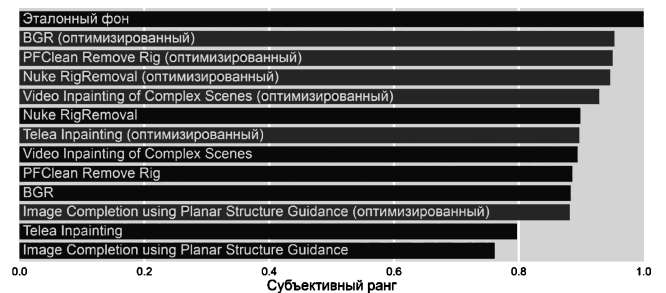 Эталонный фон
BGR (оптимизированный)
PFClean Remove Rig (оптимизированный)
Nuke RigRemoval (оптимизированный)
Video Inpainting of Complex Scenes (оптимизированный)
Nuke RigRemoval
Telea Inpainting (оптимизированный)
Video Inpainting of Complex Scenes
PFClean Remove Rig
BGR
Image Completion using Planar Structure Guidance (оптимизированный)
Telea Inpainting
Image Completion using Planar Structure Guidance
0.0 0.2 0.4 0.6 0.8 1.0
Субъективный ранг